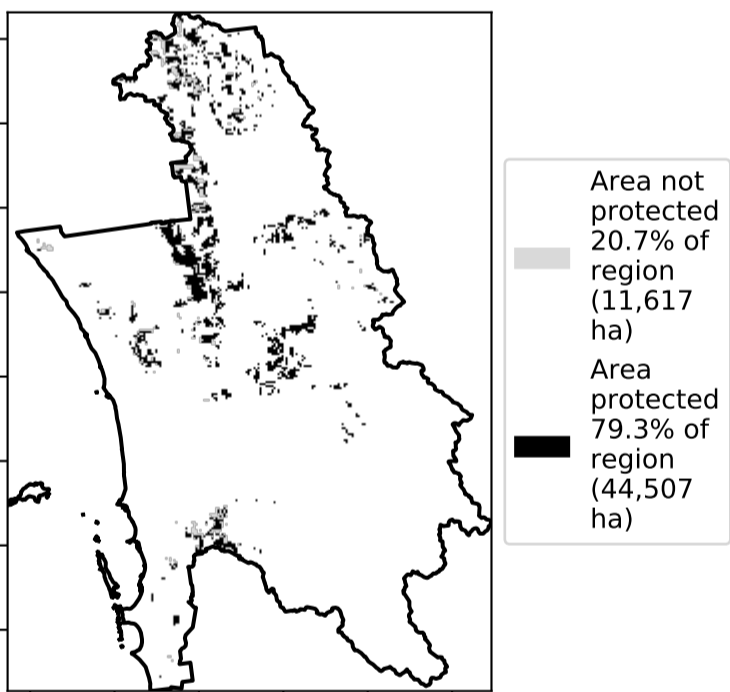 Area not
protected
20.7% of
region
(11,617
ha)
Area
protected
79.3% of
region
(44,507
ha)